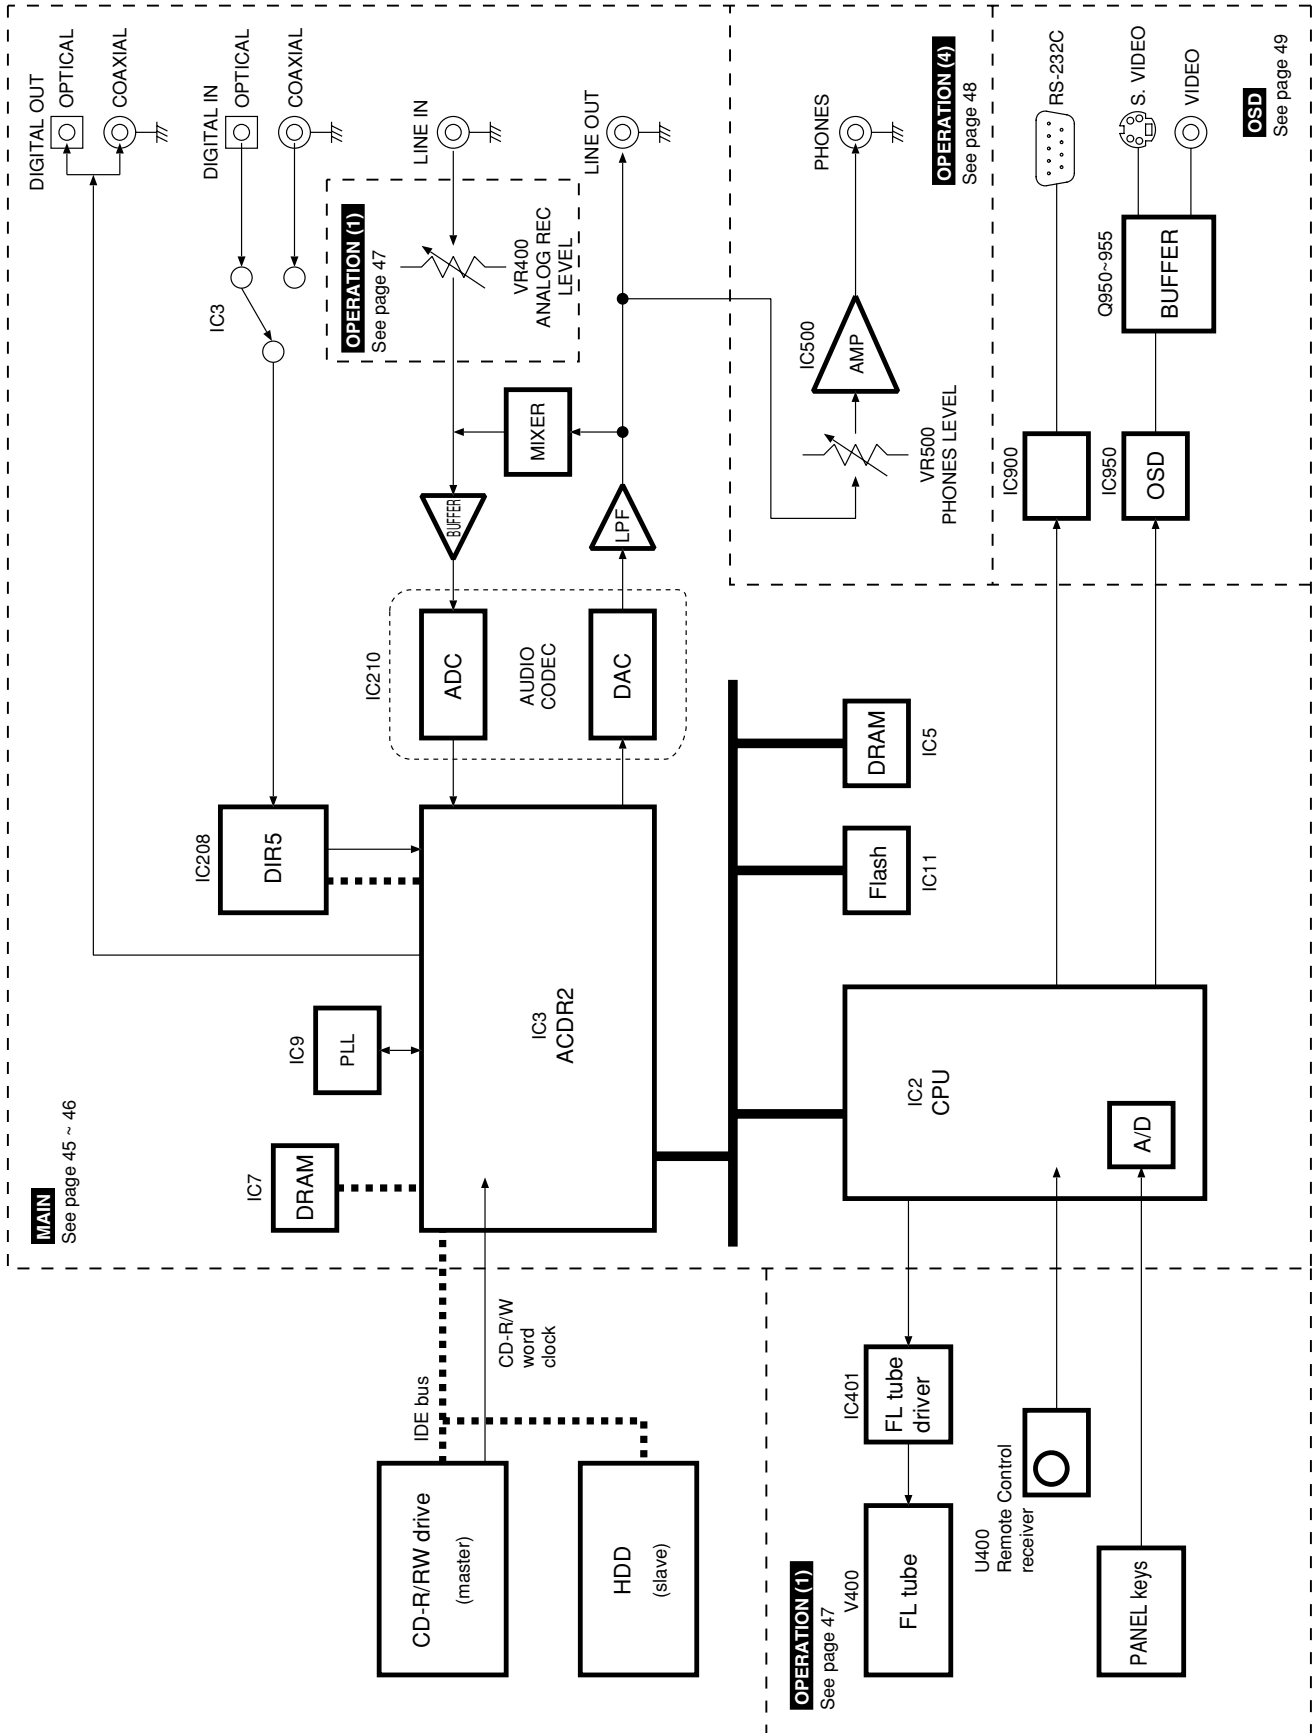 MAIN
See page 45 ~ 46
DIGITAL OUT
OPTICAL
COAXIAL
DIGITAL IN
OPTICAL
COAXIAL
IC3
IC208
DIR5
IC9
PLL
IC7
DRAM
OPERATION (1)
See page 47
LINE IN
VR400
ANALOG REC
LEVEL
LINE OUT
MIXER
BUFFER
LPF
IC210
ADC
AUDIO
CODEC
DAC
IC3
ACDR2
CD-R/RW drive
(master)
IDE bus
CD-R/W
word
clock
HDD
(slave)
DRAM
IC5
Flash
IC11
OPERATION (4)
See page 48
PHONES
IC500
AMP
VR500
PHONES LEVEL
IC2
CPU
A/D
OPERATION (1)
See page 47
V400
FL tube
IC401
FL tube
driver
U400
Remote Control
receiver
PANEL keys
OSD
See page 49
RS-232C
S. VIDEO
VIDEO
IC900
IC950
OSD
Q950~955
BUFFER